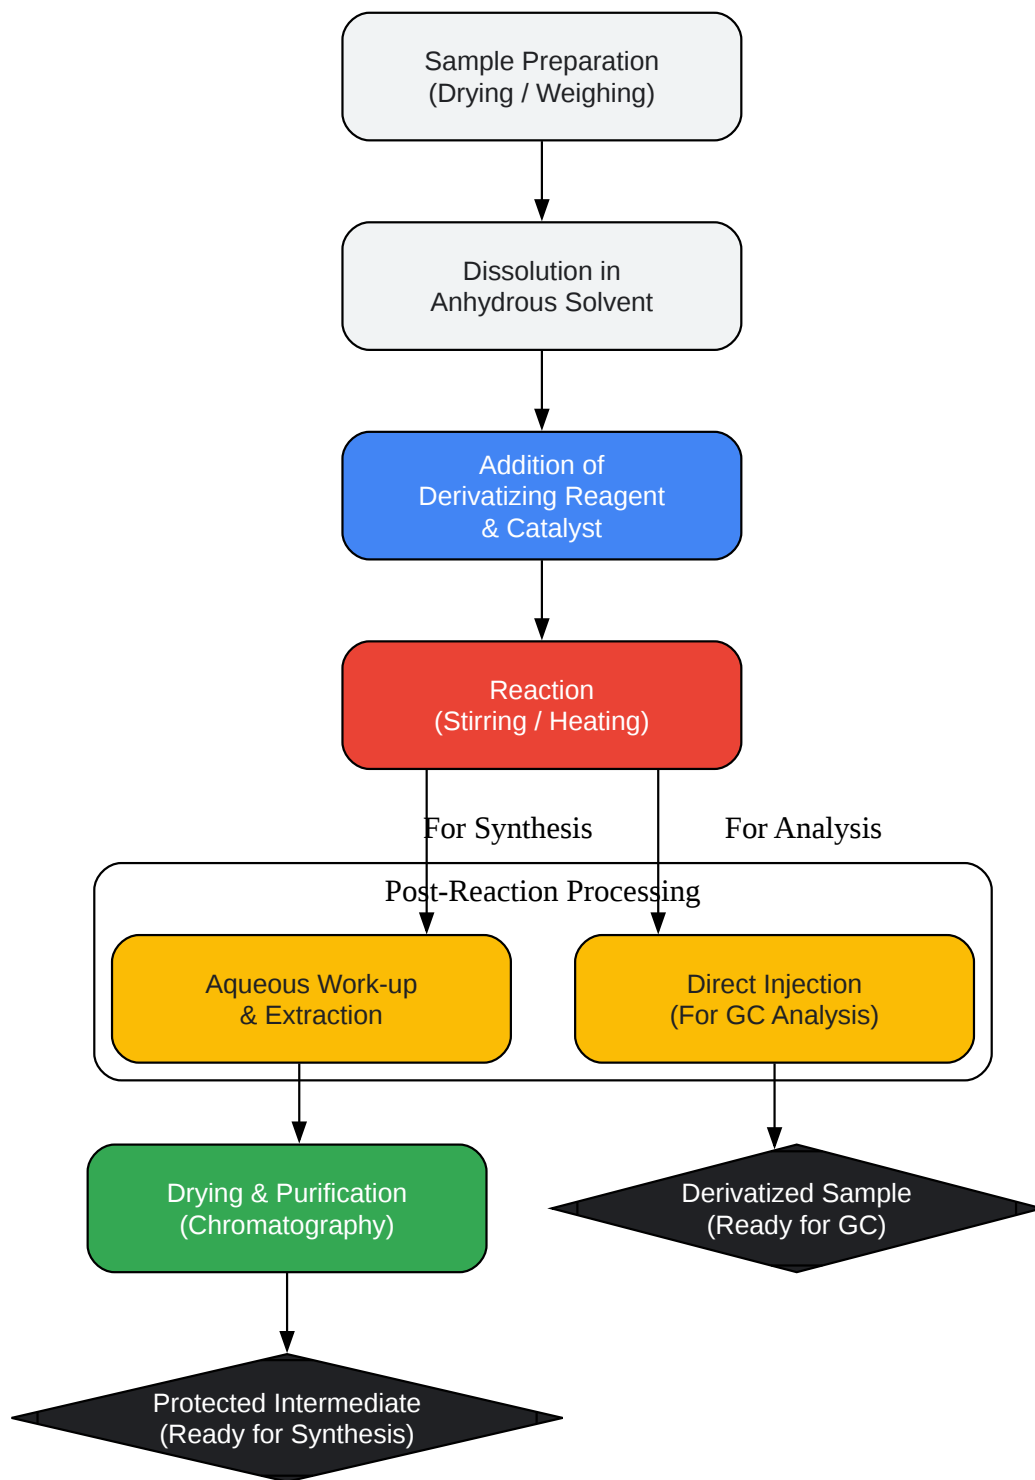 Sample Preparation
(Drying / Weighing)
Dissolution in
Anhydrous Solvent
Addition of
Derivatizing Reagent
& Catalyst
Reaction
(Stirring / Heating)
For Synthesis
For Analysis
Post-Reaction Processing
Aqueous Work-up
& Extraction
Direct Injection
(For GC Analysis)
Drying & Purification
(Chromatography)
Derivatized Sample
(Ready for GC)
Protected Intermediate
(Ready for Synthesis)